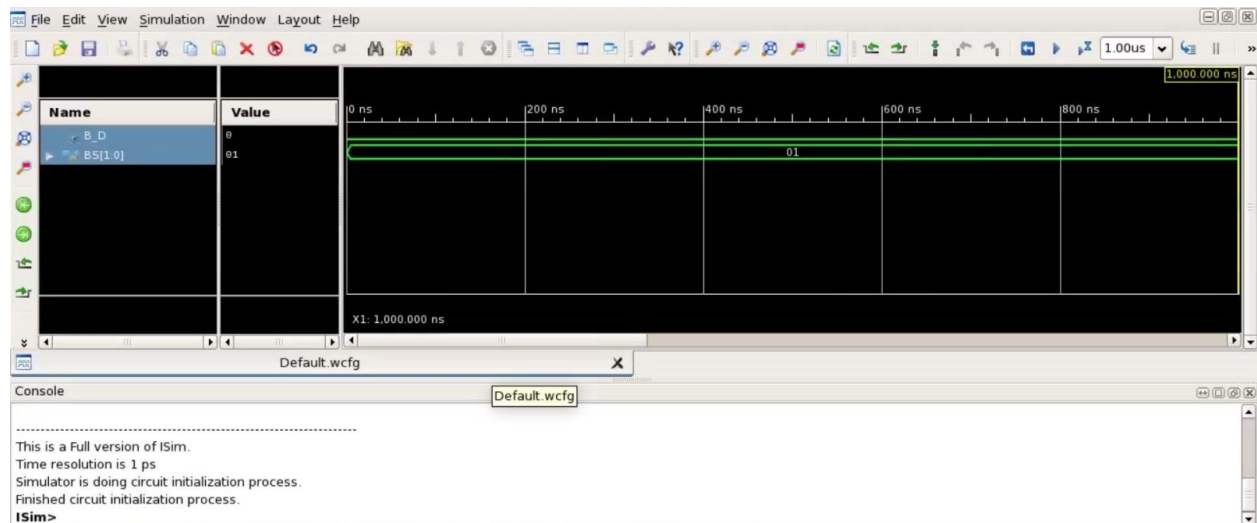 File Edit View Simulation Window Layout Help
1.00us
»
1,000.000 ns
Name Value
0 ns 200 ns 400 ns 600 ns 800 ns
B_D 0
BS[1:0] 01 01
X1: 1,000.000 ns
Default.wcfg
Console
Default.wcfg
--------------------------------------------------------------------
This is a Full version of ISim.
Time resolution is 1 ps
Simulator is doing circuit initialization process.
Finished circuit initialization process.
ISim>